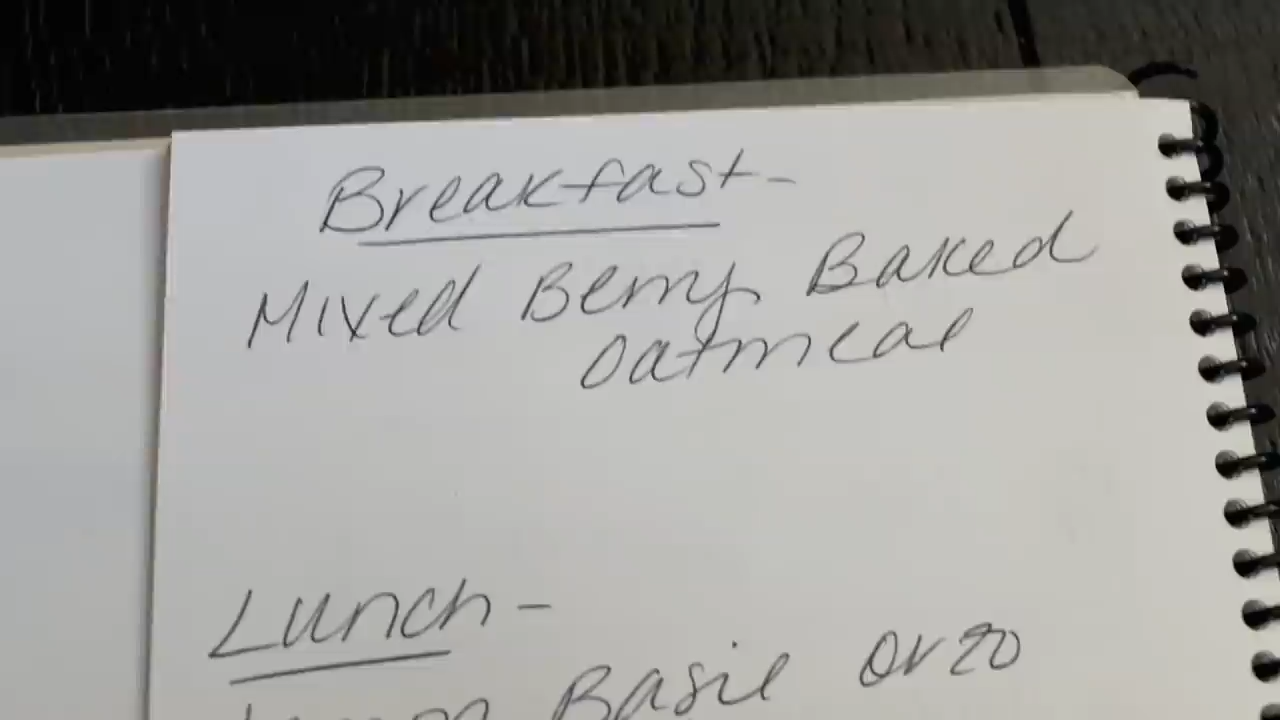 Breakfast-
Mixed Berry Baked
Oatmeal
Lunch-
Basil Orzo